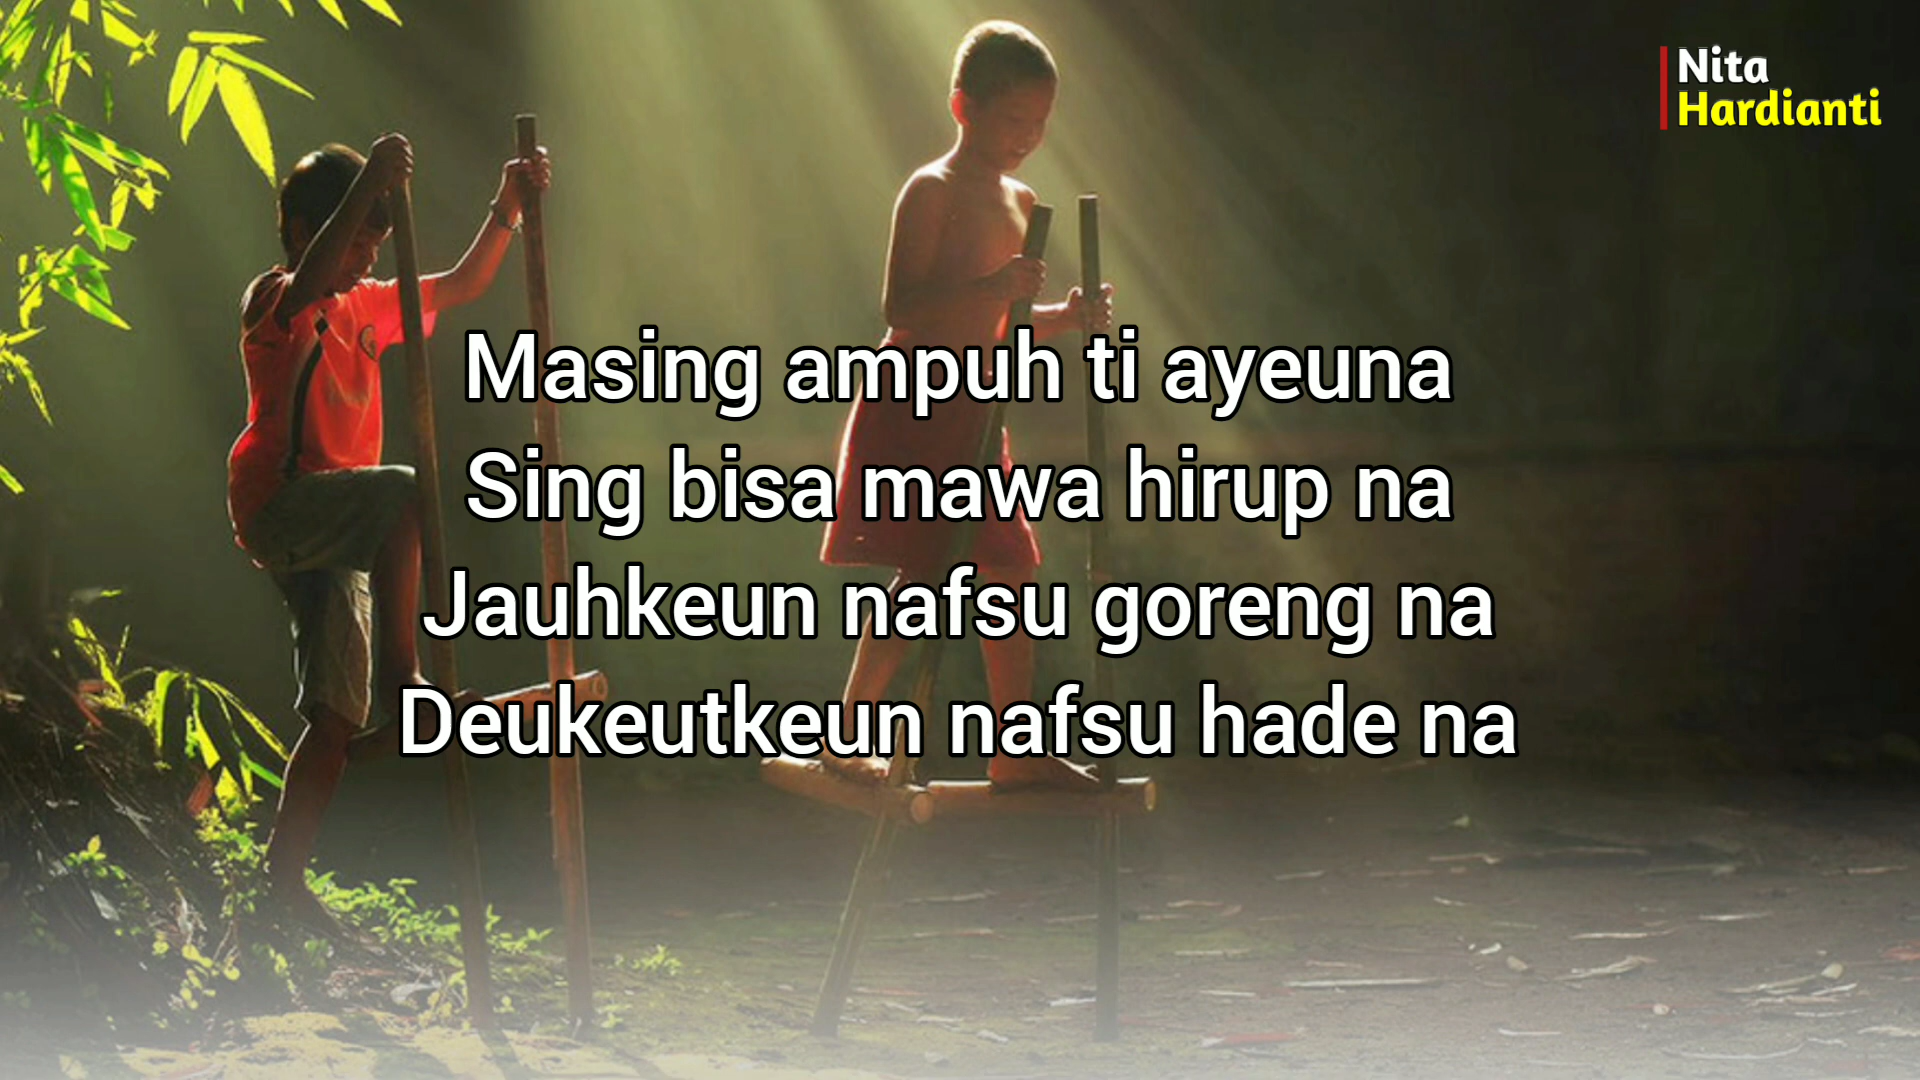 Nita
Hardianti
Masing ampuh ti ayeuna
Sing bisa mawa hirup na
Jauhkeun nafsu goreng na
Deukeutkeun nafsu hade na